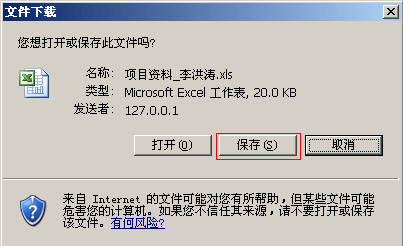 文件下载
您想打开或保存此文件吗?
名称: 项目资料_李洪涛.xls
类型: Microsoft Excel 工作表, 20.0 KB
发送者: 127.0.0.1
打开(O) 保存(S) 取消
来自 Internet 的文件可能对您有所帮助,但某些文件可能
危害您的计算机。如果您不信任其来源,请不要打开或保存
该文件。有何风险?